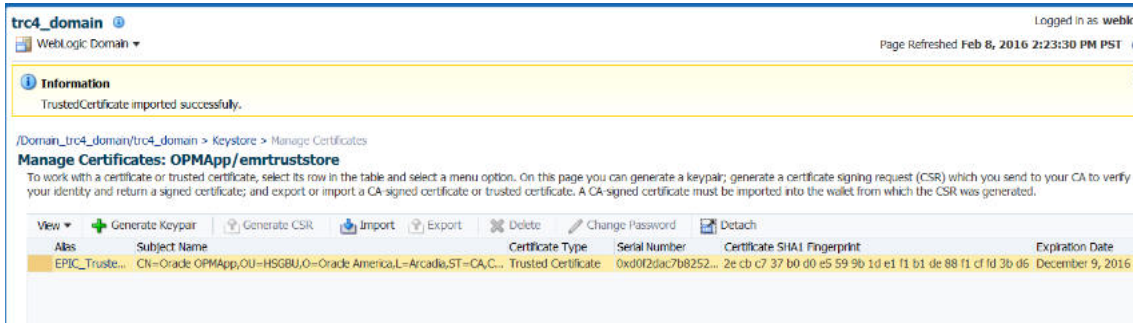 trc4_domain
Logged in as
WebLogic Domain
Page Refreshed Feb 8, 2016 2:23:30 PM PST
Information
TrustedCertificate imported successfully.
/Domain_trc4_domain/trc4_domain > Keystore > Manage Certificates
Manage Certificates: OPMApp/emrtruststore
To work with a certificate or trusted certificate, select its row in the table and select a menu option. On this page you can generate a keypair; generate a certificate signing request (CSR) which you send to your CA to verify
your identity and return a signed certificate; and export or import a CA-signed certificate or trusted certificate. A CA-signed certificate must be imported into the wallet from which the CSR was generated.
View Generate Keypair Generate CSR Import Export Delete Change Password Detach
Alias Subject Name Certificate Type Serial Number Certificate SHA1 Fingerprint Expiration Date
EPIC_Truste... CN=Oracle OPMApp,OU=HSGBU,O=Oracle America,L=Arcadia,ST=CA,C... Trusted Certificate 0xd0f2dac7b8252... 2e cb c7 37 b0 d0 e5 59 9b 1d e1 f1 b1 de 88 f1 cf fd 3b d6 December 9, 2016